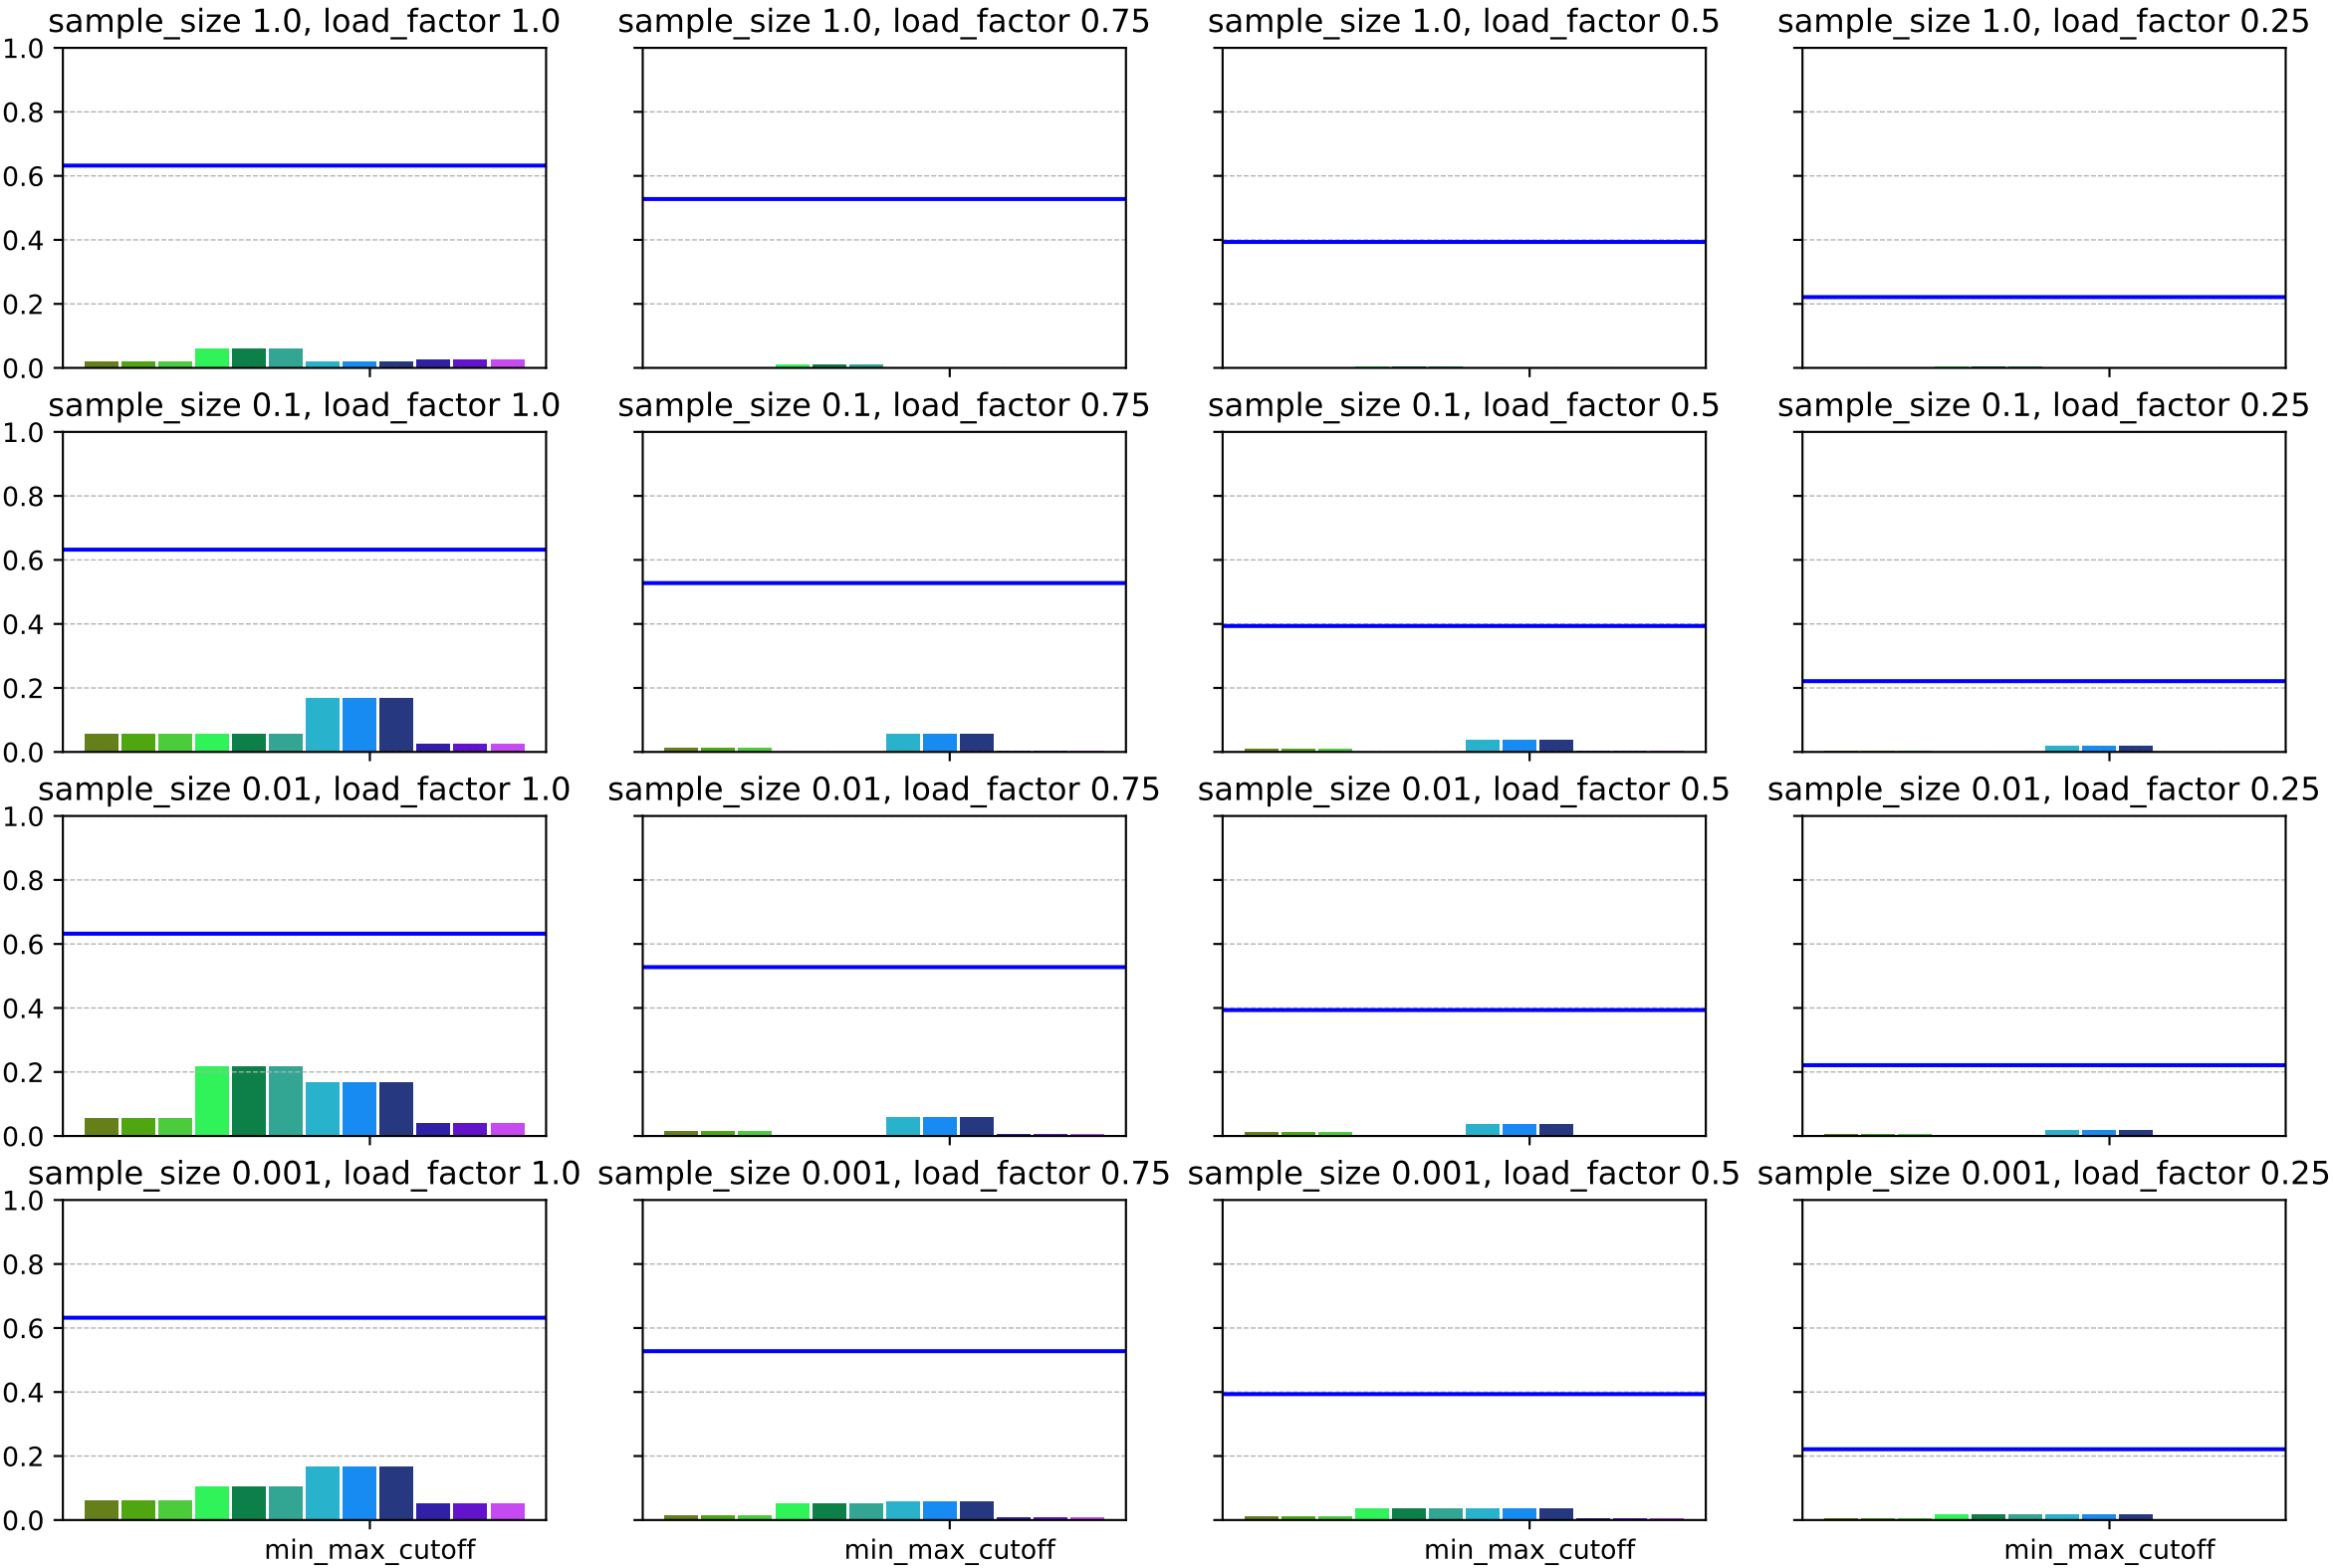 sample_size 1.0, load_factor 1.0
sample_size 1.0, load_factor 0.75
sample_size 1.0, load_factor 0.5
sample_size 1.0, load_factor 0.25
1.0
0.8
0.6
0.4
0.2
0.0
sample_size 0.1, load_factor 1.0
sample_size 0.1, load_factor 0.75
sample_size 0.1, load_factor 0.5
sample_size 0.1, load_factor 0.25
1.0
0.8
0.6
0.4
0.2
0.0
sample_size 0.01, load_factor 1.0
sample_size 0.01, load_factor 0.75
sample_size 0.01, load_factor 0.5
sample_size 0.01, load_factor 0.25
1.0
0.8
0.6
0.4
0.2
0.0
sample_size 0.001, load_factor 1.0
sample_size 0.001, load_factor 0.75
sample_size 0.001, load_factor 0.5
sample_size 0.001, load_factor 0.25
1.0
0.8
0.6
0.4
0.2
0.0
min_max_cutoff
min_max_cutoff
min_max_cutoff
min_max_cutoff